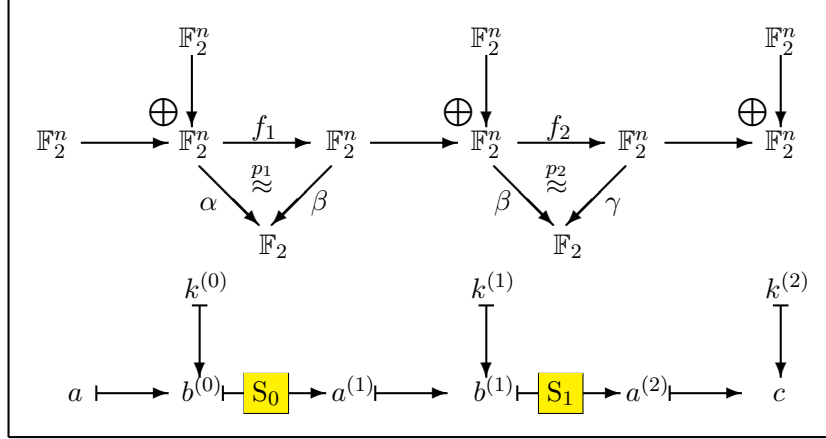 𝔽₂ⁿ 𝔽₂ⁿ 𝔽₂ⁿ
⊕ ⊕ ⊕
𝔽₂ⁿ 𝔽₂ⁿ f₁ 𝔽₂ⁿ 𝔽₂ⁿ f₂ 𝔽₂ⁿ 𝔽₂ⁿ
p₁ p₂
α ≈ β β ≈ γ
𝔽₂ 𝔽₂
k⁽⁰⁾ k⁽¹⁾ k⁽²⁾
a b⁽⁰⁾ S₀ a⁽¹⁾ b⁽¹⁾ S₁ a⁽²⁾ c